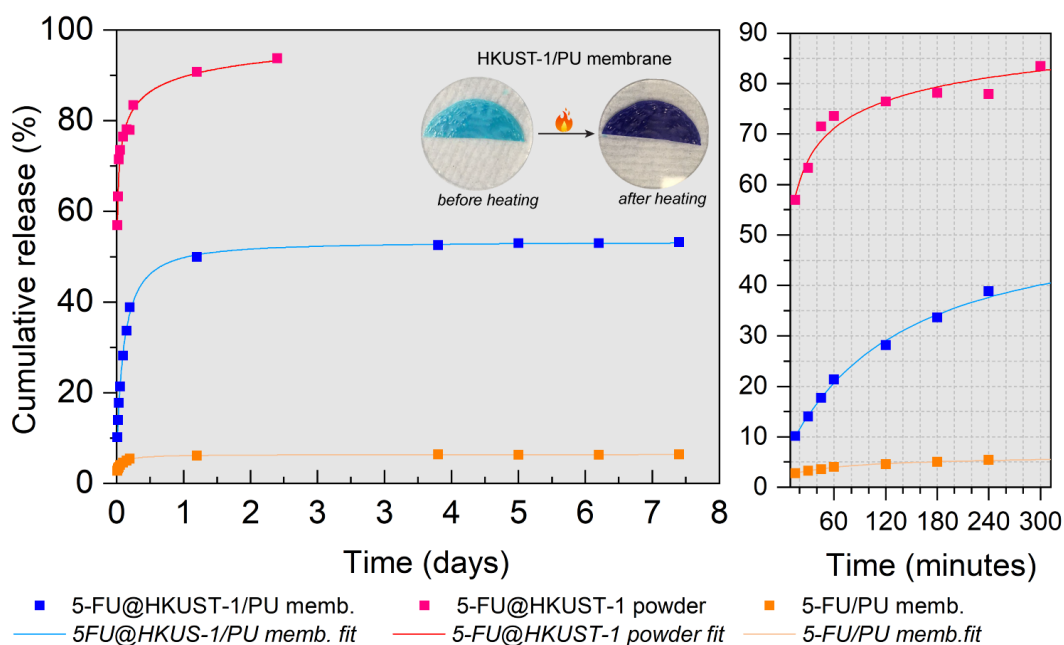 100
80
60
40
20
0
Cumulative release (%)
HKUST-1/PU membrane
before heating
after heating
0 1 2 3 2 3 4 5 6 7 8
Time (days)
90
80
70
60
50
40
30
20
10
0
60 120 180 240 300
Time (minutes)
5-FU@HKUST-1/PU memb. 5-FU@HKUST-1 powder 5-FU/PU memb.
5FU@HKUS-1/PU memb. fit 5-FU@HKUST-1 powder fit 5-FU/PU memb.fit